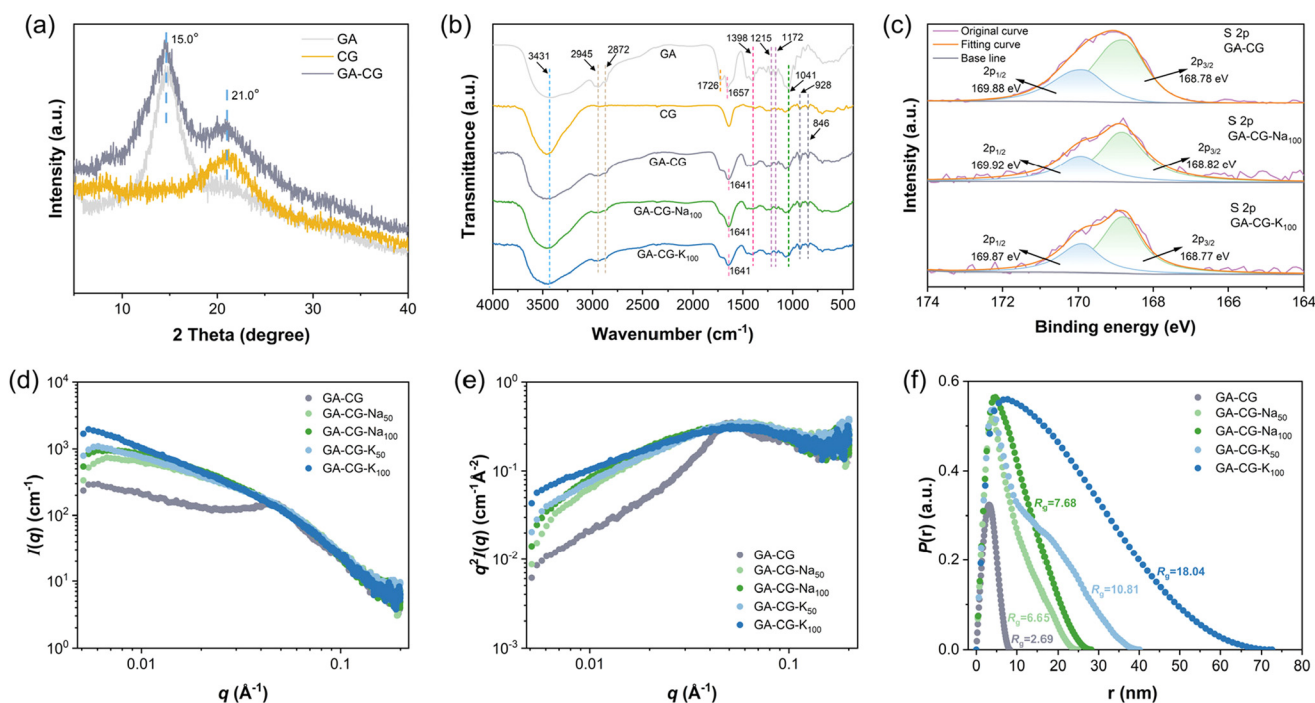 (a)
15.0°
21.0°
GA
CG
GA-CG
Intensity (a.u.)
10
20
30
40
2 Theta (degree)
(b)
3431
2945
2872
1398
1215
1172
GA
1726
1657
1041
928
CG
846
GA-CG
1641
GA-CG-Na100
1641
GA-CG-K100
1641
Transmittance (a.u.)
4000
3500
3000
2500
2000
1500
1000
500
Wavenumber (cm-1)
(c)
Original curve
Fitting curve
Base line
S 2p
GA-CG
2p1/2
169.88 eV
2p3/2
168.78 eV
S 2p
GA-CG-Na100
2p1/2
169.92 eV
2p3/2
168.82 eV
S 2p
GA-CG-K100
2p1/2
169.87 eV
2p3/2
168.77 eV
Intensity (a.u.)
174
172
170
168
166
164
Binding energy (eV)
(d)
10^4
10^3
10^2
10^1
10^0
I(q) (cm-1)
GA-CG
GA-CG-Na50
GA-CG-Na100
GA-CG-K50
GA-CG-K100
0.01
0.1
q (Å-1)
(e)
10^0
10^-1
10^-2
10^-3
q2I(q) (cm-1Å-2)
GA-CG
GA-CG-Na50
GA-CG-Na100
GA-CG-K50
GA-CG-K100
0.01
0.1
q (Å-1)
(f)
0.6
0.4
0.2
0.0
P(r) (a.u.)
GA-CG
GA-CG-Na50
GA-CG-Na100
GA-CG-K50
GA-CG-K100
Rg=7.68
Rg=18.04
Rg=10.81
Rg=6.65
Rg=2.69
0
10
20
30
40
50
60
70
80
r (nm)